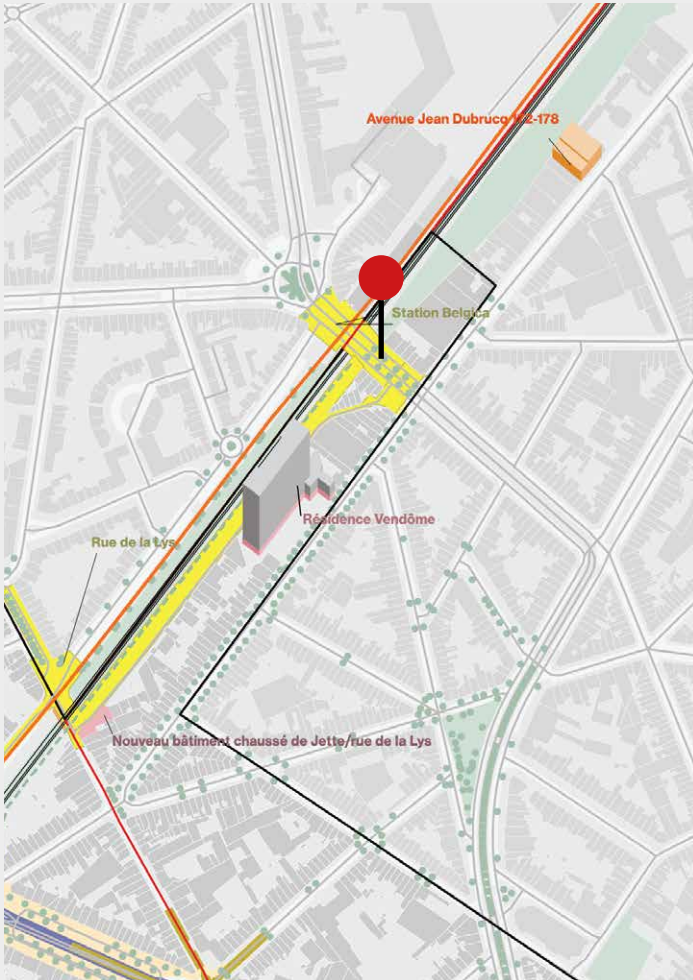 Avenue Jean Dubrucq 172-178
Station Belgica
Résidence Vendôme
Rue de la Lys
Nouveau bâtiment chaussé de Jette/rue de la Lys